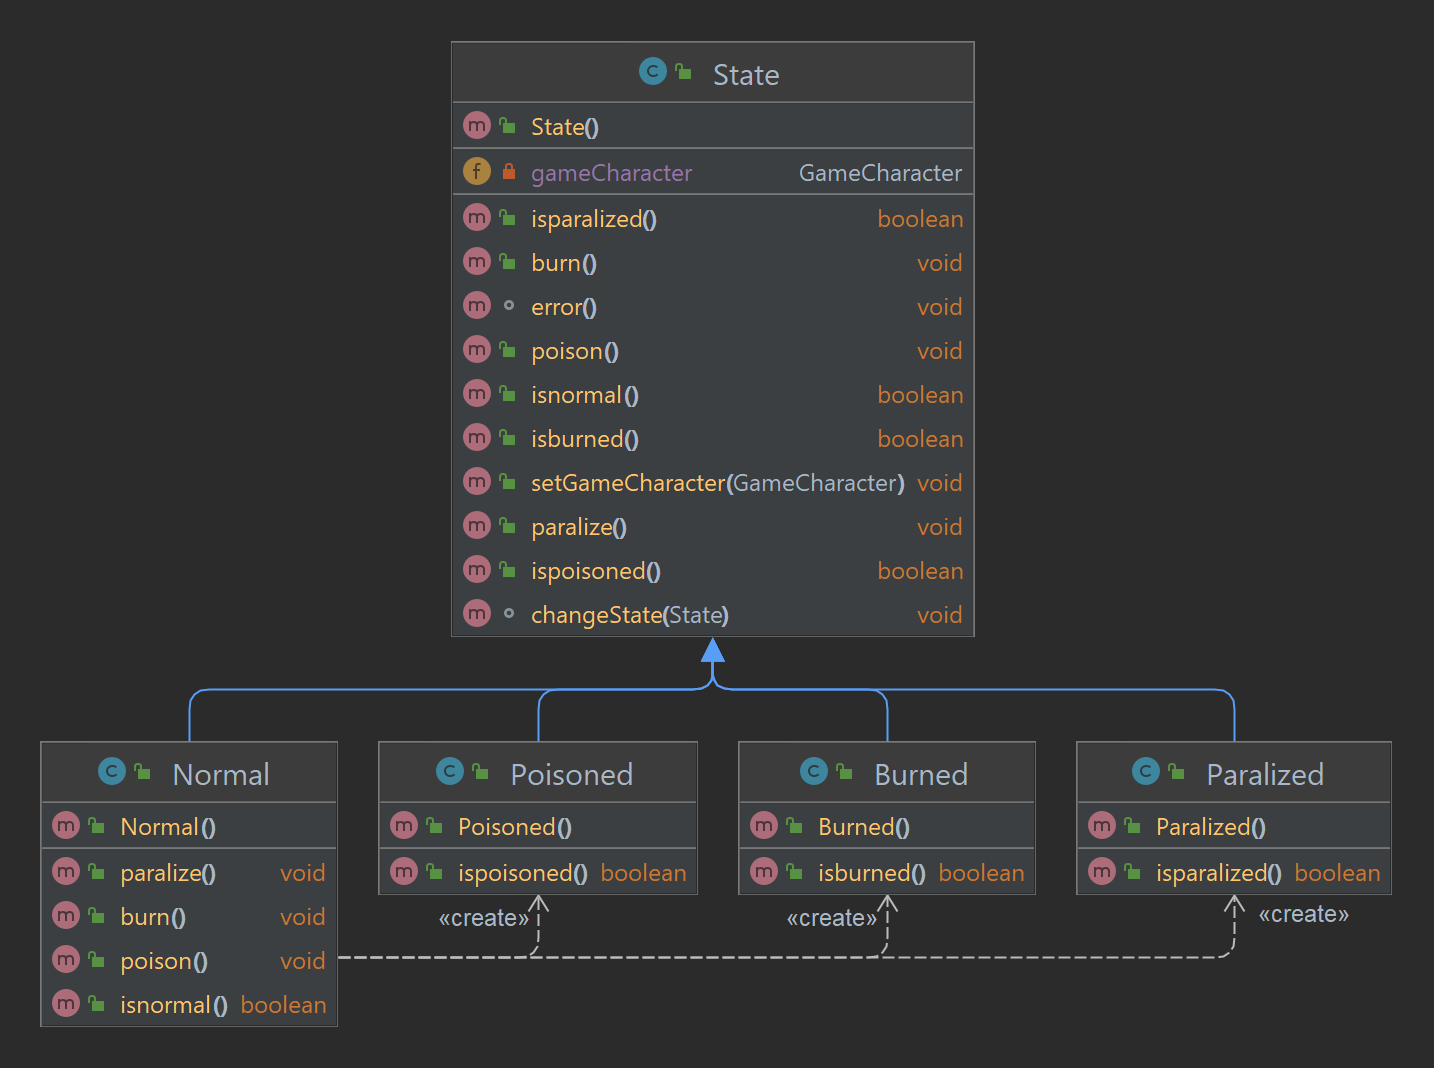 C State
m State()
f gameCharacter GameCharacter
m isparalized() boolean
m burn() void
m error() void
m poison() void
m isnormal() boolean
m isburned() boolean
m setGameCharacter(GameCharacter) void
m paralize() void
m ispoisoned() boolean
m changeState(State) void
C Normal
m Normal()
m paralize() void
m burn() void
m poison() void
m isnormal() boolean
C Poisoned
m Poisoned()
m ispoisoned() boolean
«create»
C Burned
m Burned()
m isburned() boolean
«create»
C Paralized
m Paralized()
m isparalized() boolean
«create»